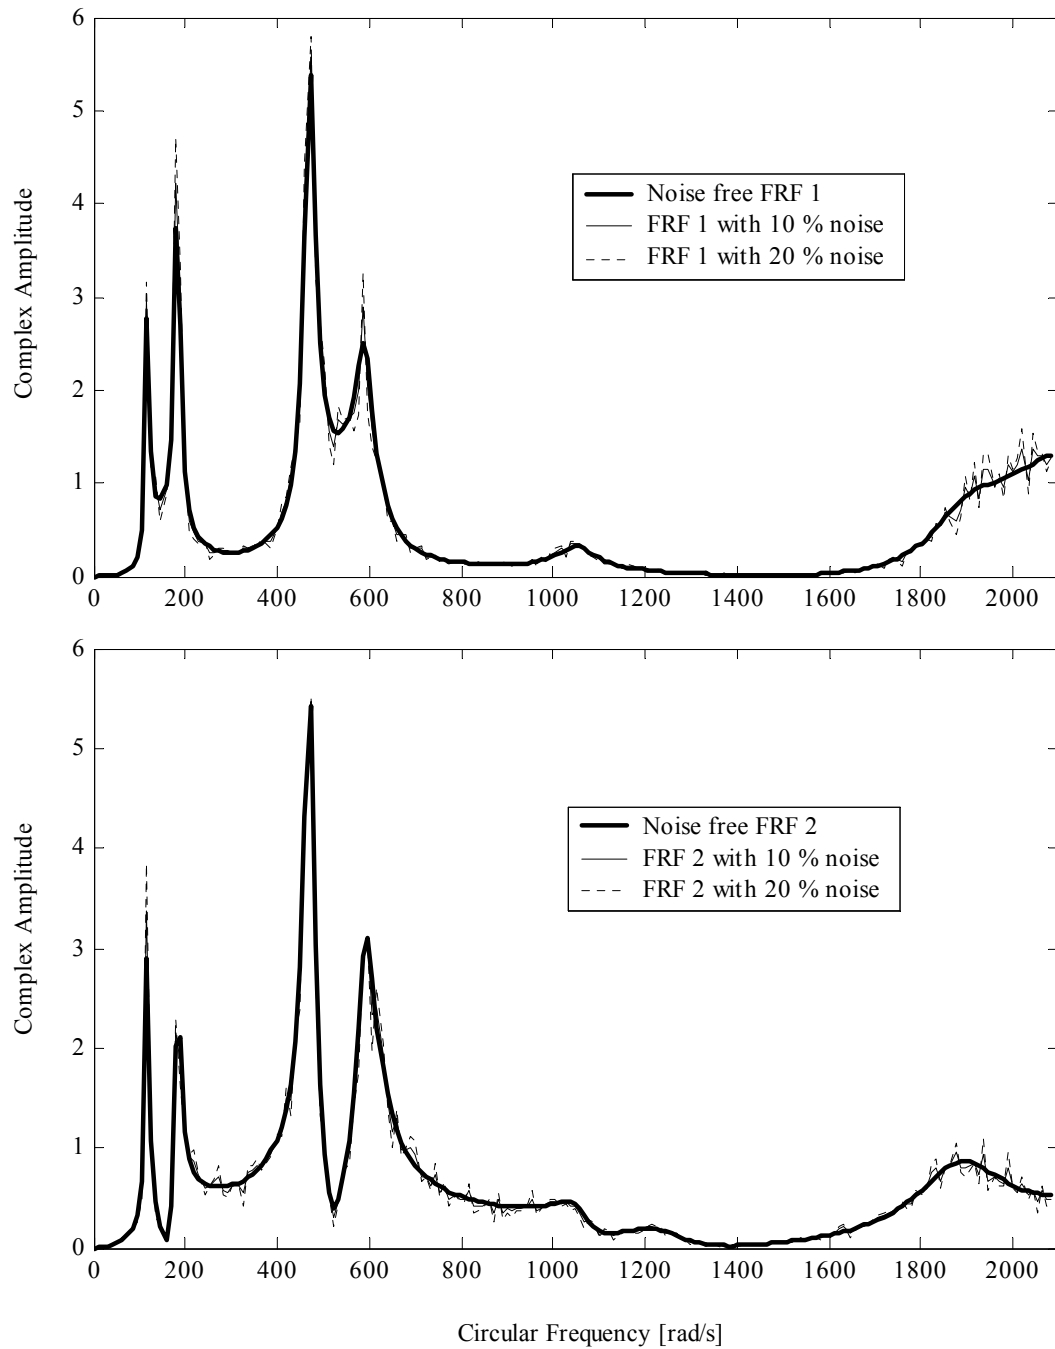 6
5
4
3
2
1
0
Complex Amplitude
Noise free FRF 1
FRF 1 with 10 % noise
FRF 1 with 20 % noise
0 200 400 600 800 1000 1200 1400 1600 1800 2000
6
5
4
3
2
1
0
Complex Amplitude
Noise free FRF 2
FRF 2 with 10 % noise
FRF 2 with 20 % noise
0 200 400 600 800 1000 1200 1400 1600 1800 2000
Circular Frequency [rad/s]